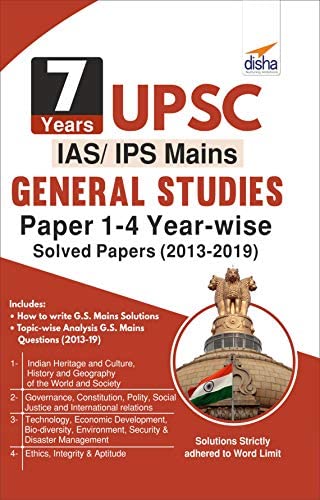 disha
Nurturing Ambitions
7
Years
UPSC
IAS/ IPS Mains
GENERAL STUDIES
Paper 1-4 Year-wise
Solved Papers (2013-2019)
Includes:
• How to write G.S. Mains Solutions
• Topic-wise Analysis G.S. Mains
Questions (2013-19)
1- Indian Heritage and Culture,
History and Geography
of the World and Society
2- Governance, Constitution, Polity, Social
Justice and International relations
3- Technology, Economic Development,
Bio-diversity, Environment, Security &
Disaster Management
4- Ethics, Integrity & Aptitude
Solutions Strictly
adhered to Word Limit